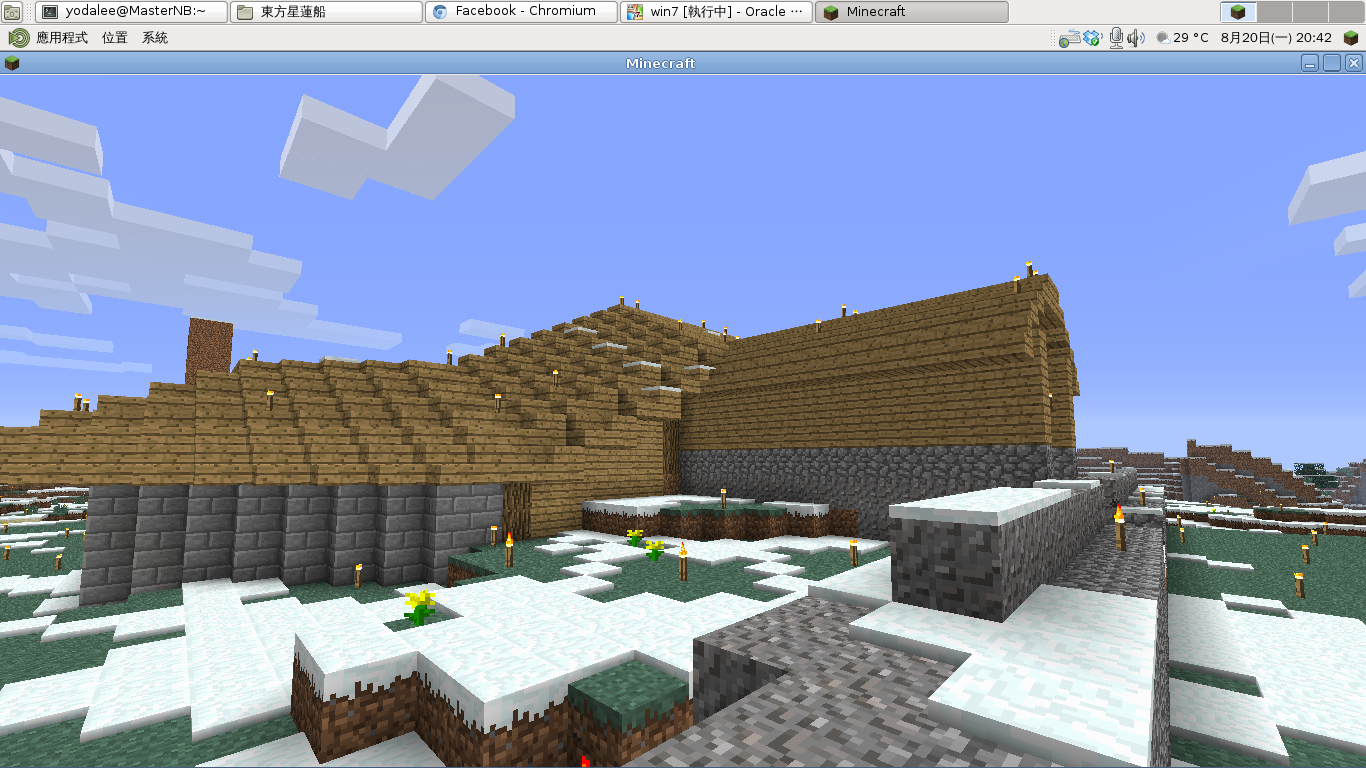 yodalee@MasterNB:~
東方星蓮船
Facebook - Chromium
win7 [執行中] - Oracle ⋯
Minecraft
應用程式 位置 系統
29 °C 8月20日(一) 20:42
Minecraft